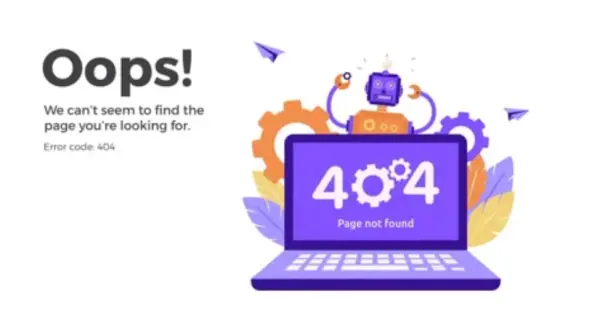 Oops!
We can't seem to find the
page you're looking for.
Error code: 404
404
Page not found